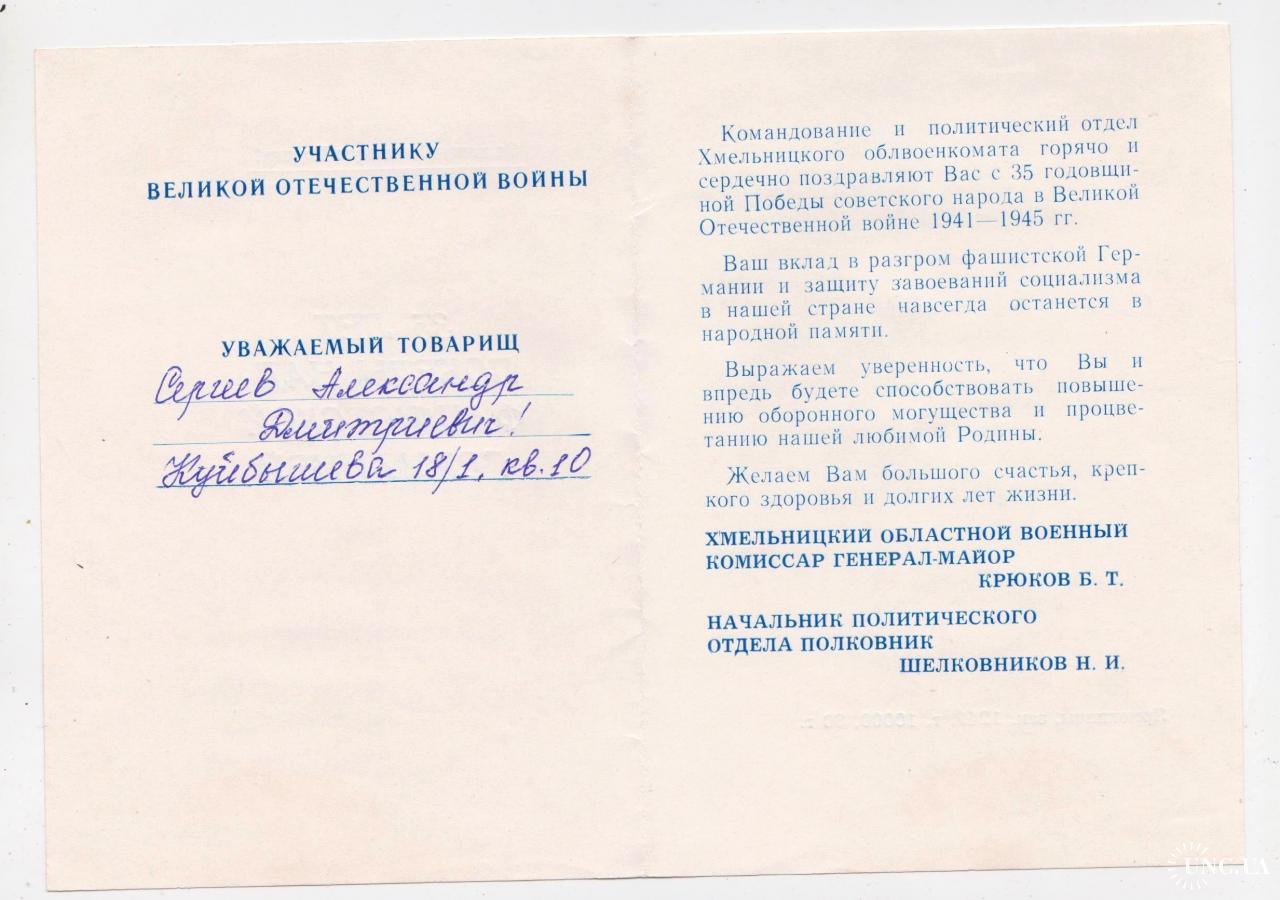 УЧАСТНИКУ
ВЕЛИКОЙ ОТЕЧЕСТВЕННОЙ ВОЙНЫ
УВАЖАЕМЫЙ ТОВАРИЩ
Сергеев Александр
Дмитриевич!
Куйбышева 18/1, кв.10
Командование и политический отдел
Хмельницкого облвоенкомата горячо и
сердечно поздравляют Вас с 35 годовщи-
ной Победы советского народа в Великой
Отечественной войне 1941—1945 гг.
Ваш вклад в разгром фашистской Гер-
мании и защиту завоеваний социализма
в нашей стране навсегда останется в
народной памяти.
Выражаем уверенность, что Вы и
впредь будете способствовать повыше-
нию оборонного могущества и процве-
танию нашей любимой Родины.
Желаем Вам большого счастья, креп-
кого здоровья и долгих лет жизни.
ХМЕЛЬНИЦКИЙ ОБЛАСТНОЙ ВОЕННЫЙ
КОМИССАР ГЕНЕРАЛ-МАЙОР
КРЮКОВ Б. Т.
НАЧАЛЬНИК ПОЛИТИЧЕСКОГО
ОТДЕЛА ПОЛКОВНИК
ШЕЛКОВНИКОВ Н. И.
UNC.UA